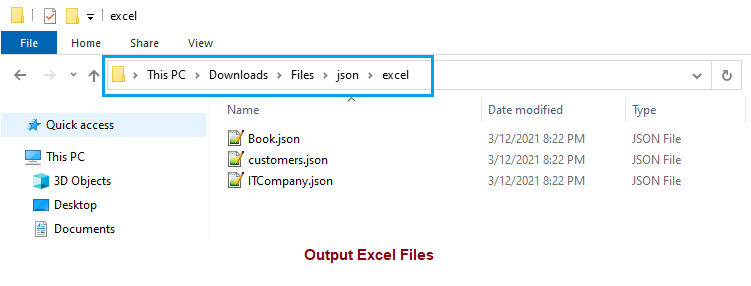 excel
File Home Share View
This PC Downloads Files json excel
Quick access
This PC
3D Objects
Desktop
Documents
Name Date modified Type
Book.json 3/12/2021 8:22 PM JSON File
customers.json 3/12/2021 8:22 PM JSON File
ITCompany.json 3/12/2021 8:22 PM JSON File
Output Excel Files